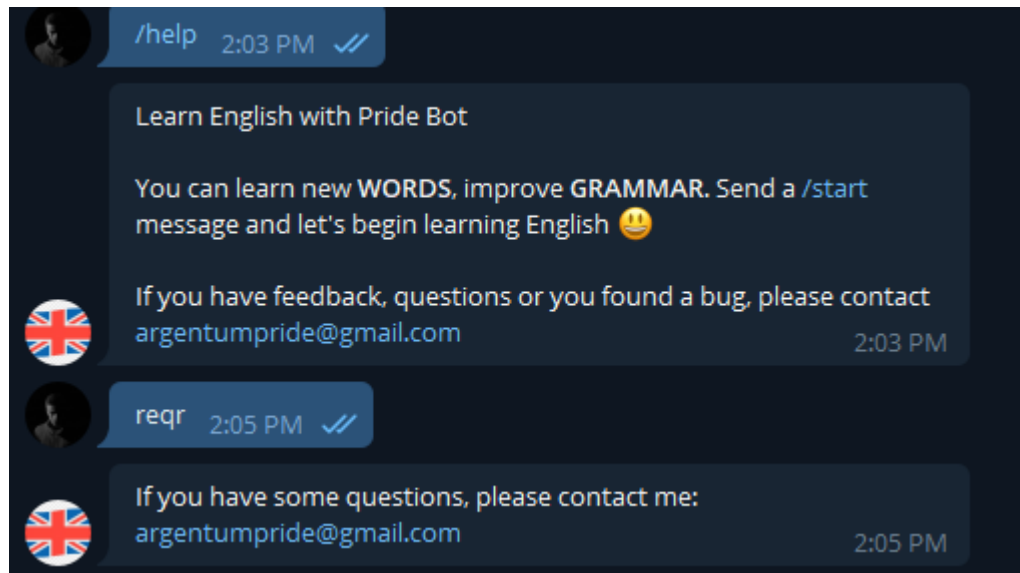 /help 2:03 PM
Learn English with Pride Bot
You can learn new WORDS, improve GRAMMAR. Send a /start
message and let's begin learning English 😃
If you have feedback, questions or you found a bug, please contact
argentumpride@gmail.com
2:03 PM
reqr 2:05 PM
If you have some questions, please contact me:
argentumpride@gmail.com
2:05 PM